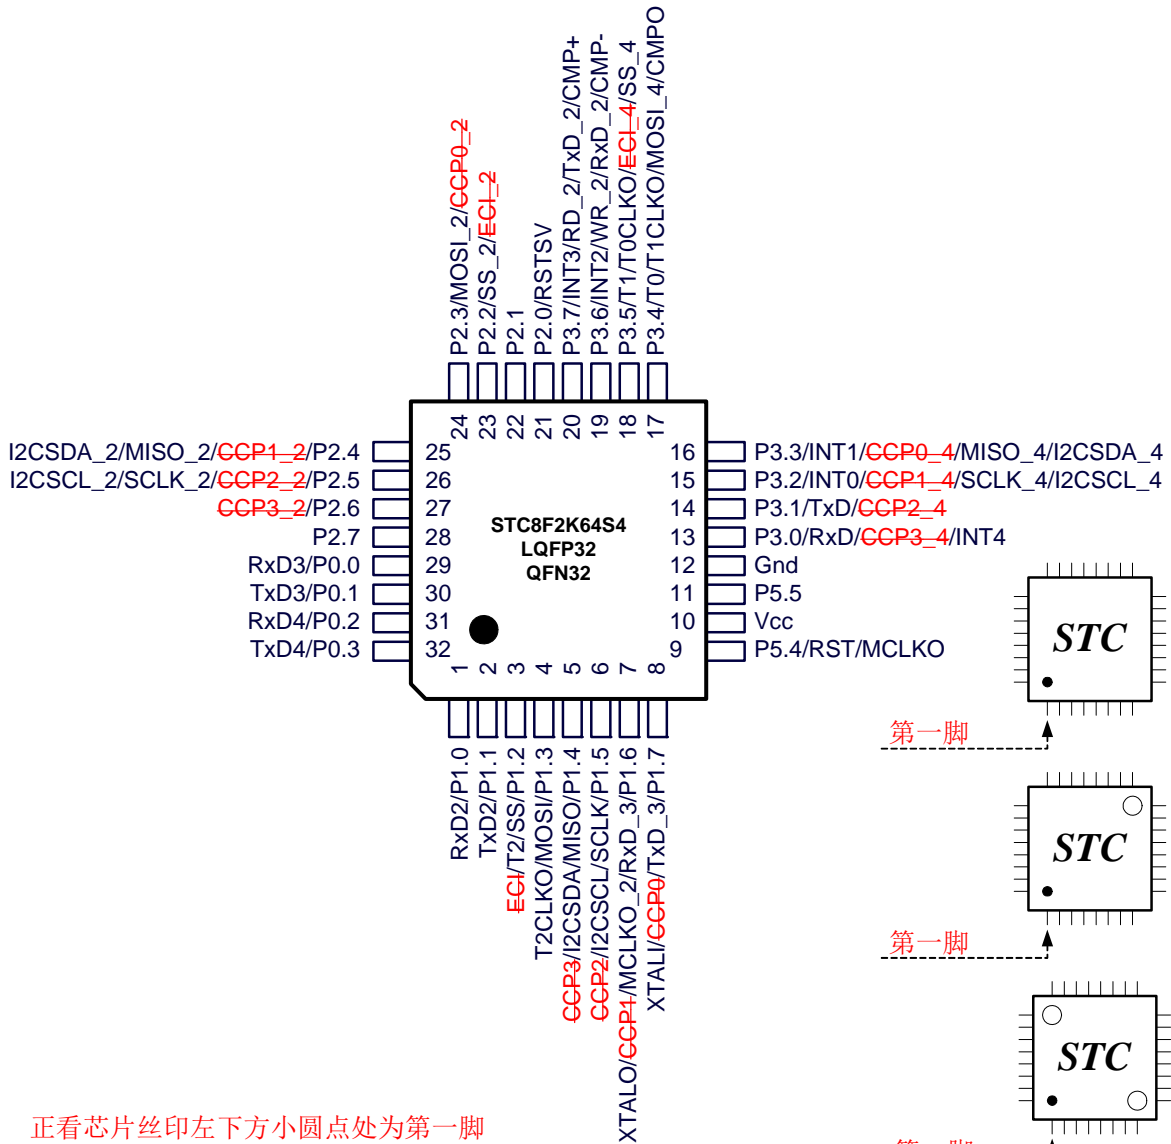 P2.3/MOSI_2/CCP0_2
P2.2/SS_2/ECI_2
P2.1
P2.0/RSTSV
P3.7/INT3/RD_2/TxD_2/CMP+
P3.6/INT2/WR_2/RxD_2/CMP-
P3.5/T1/T0CLKO/ECI_4/SS_4
P3.4/T0/T1CLKO/MOSI_4/CMPO
24
23
22
21
20
19
18
17
I2CSDA_2/MISO_2/CCP1_2/P2.4
25
I2CSCL_2/SCLK_2/CCP2_2/P2.5
26
CCP3_2/P2.6
27
P2.7
28
RxD3/P0.0
29
TxD3/P0.1
30
RxD4/P0.2
31
TxD4/P0.3
32
STC8F2K64S4
LQFP32
QFN32
16
P3.3/INT1/CCP0_4/MISO_4/I2CSDA_4
15
P3.2/INT0/CCP1_4/SCLK_4/I2CSCL_4
14
P3.1/TxD/CCP2_4
13
P3.0/RxD/CCP3_4/INT4
12
Gnd
11
P5.5
10
Vcc
9
P5.4/RST/MCLKO
1
2
3
4
5
6
7
8
RxD2/P1.0
TxD2/P1.1
ECI/T2/SS/P1.2
T2CLKO/MOSI/P1.3
CCP3/I2CSDA/MISO/P1.4
CCP2/I2CSCL/SCLK/P1.5
XTALO/CCP1/MCLKO_2/RxD_3/P1.6
XTALI/CCP0/TxD_3/P1.7
STC
第一脚
STC
第一脚
STC
第一脚
正看芯片丝印左下方小圆点处为第一脚